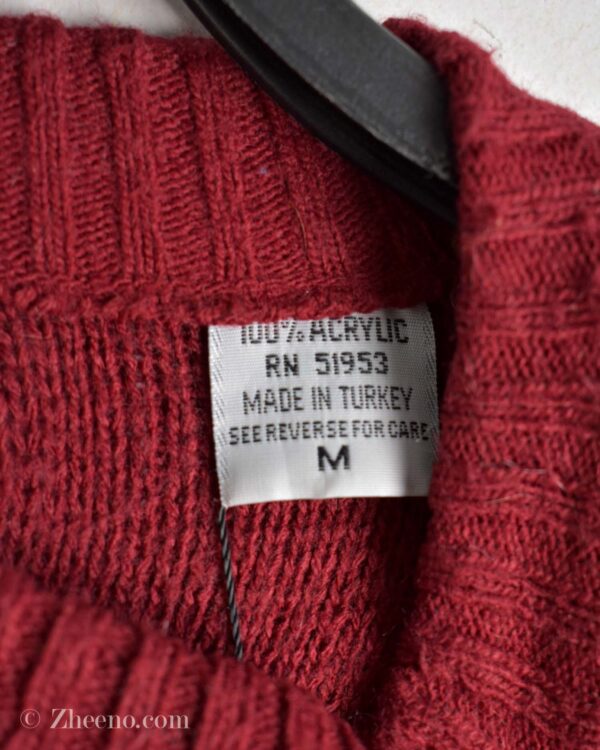 100% ACRYLIC
RN 51953
MADE IN TURKEY
SEE REVERSE FOR CARE
M
© Zheeno.com